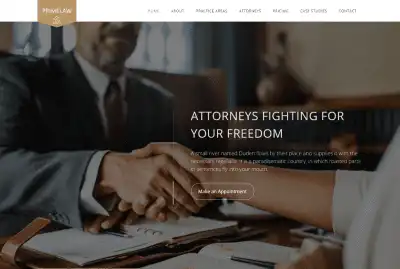 PRIMELAW
HOME ABOUT PRACTICE AREAS ATTORNEYS PRICING CASE STUDIES CONTACT
ATTORNEYS FIGHTING FOR
YOUR FREEDOM
A small river named Duden flows by their place and supplies it with the
necessary regelialia. It is a paradisematic country, in which roasted parts
of sentences fly into your mouth.
Make an Appointment